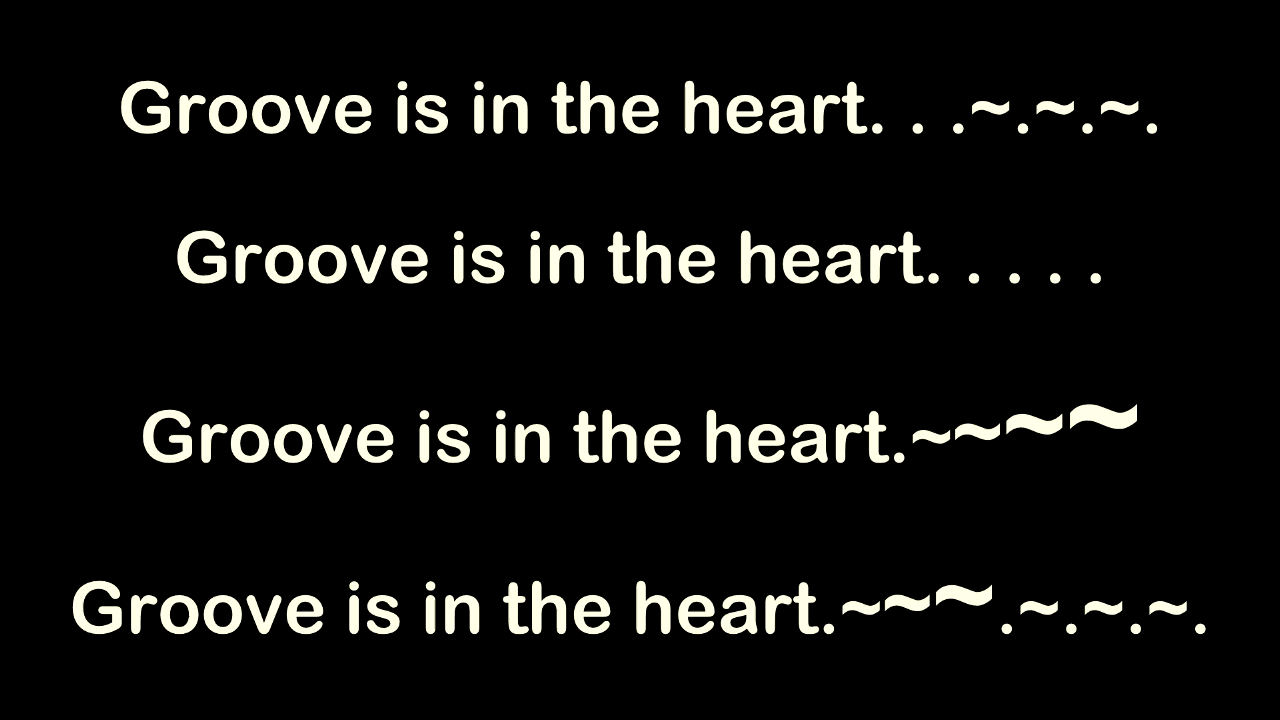 Groove is in the heart. . .~.~.~.
Groove is in the heart. . . . .
Groove is in the heart.~~~~
Groove is in the heart.~~~.~.~.~.